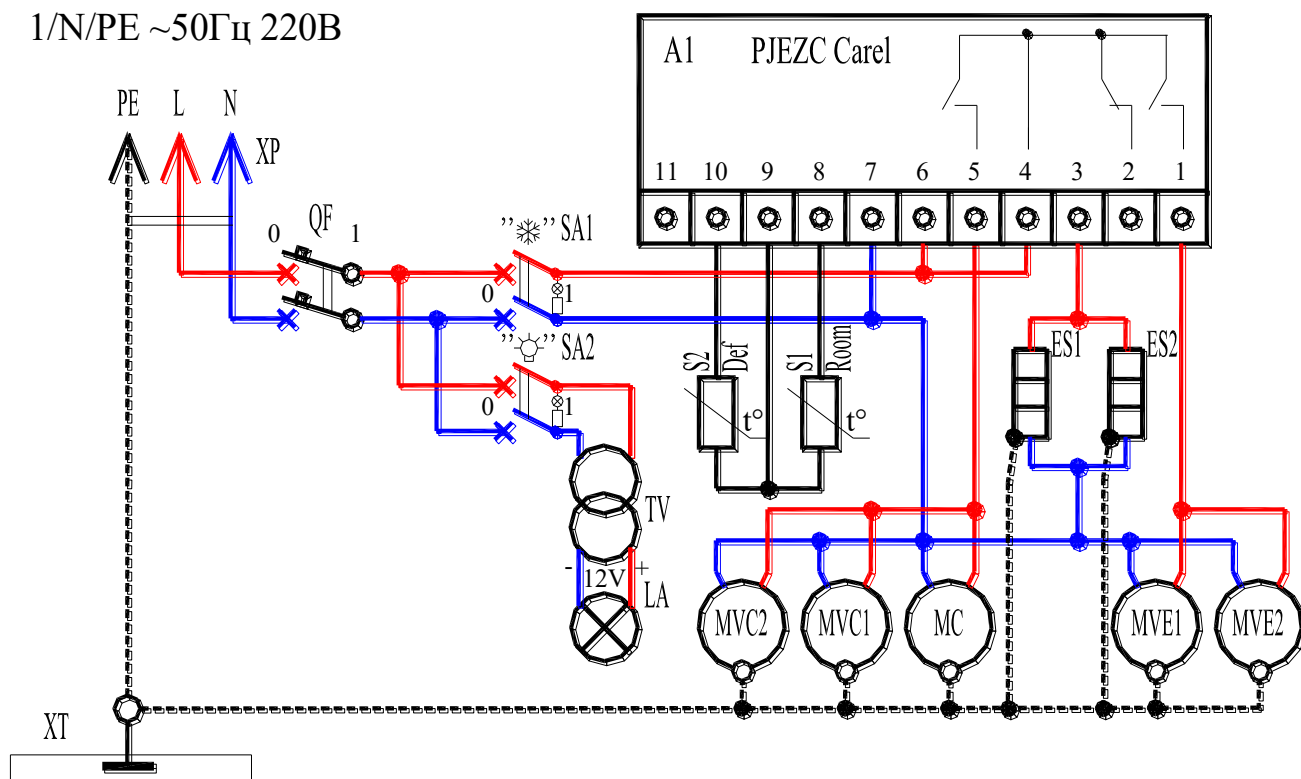 1/N/PE ~50Гц 220В
A1 PJEZC Carel
PE L N
XP
11 10 9 8 7 6 5 4 3 2 1
QF
0 1
"❄" SA1
0 1
"" SA2
0 1
S2 Def
t°
S1 Room
t°
ES1 ES2
TV
- 12V +
LA
MVC2 MVC1 MC MVE1 MVE2
XT